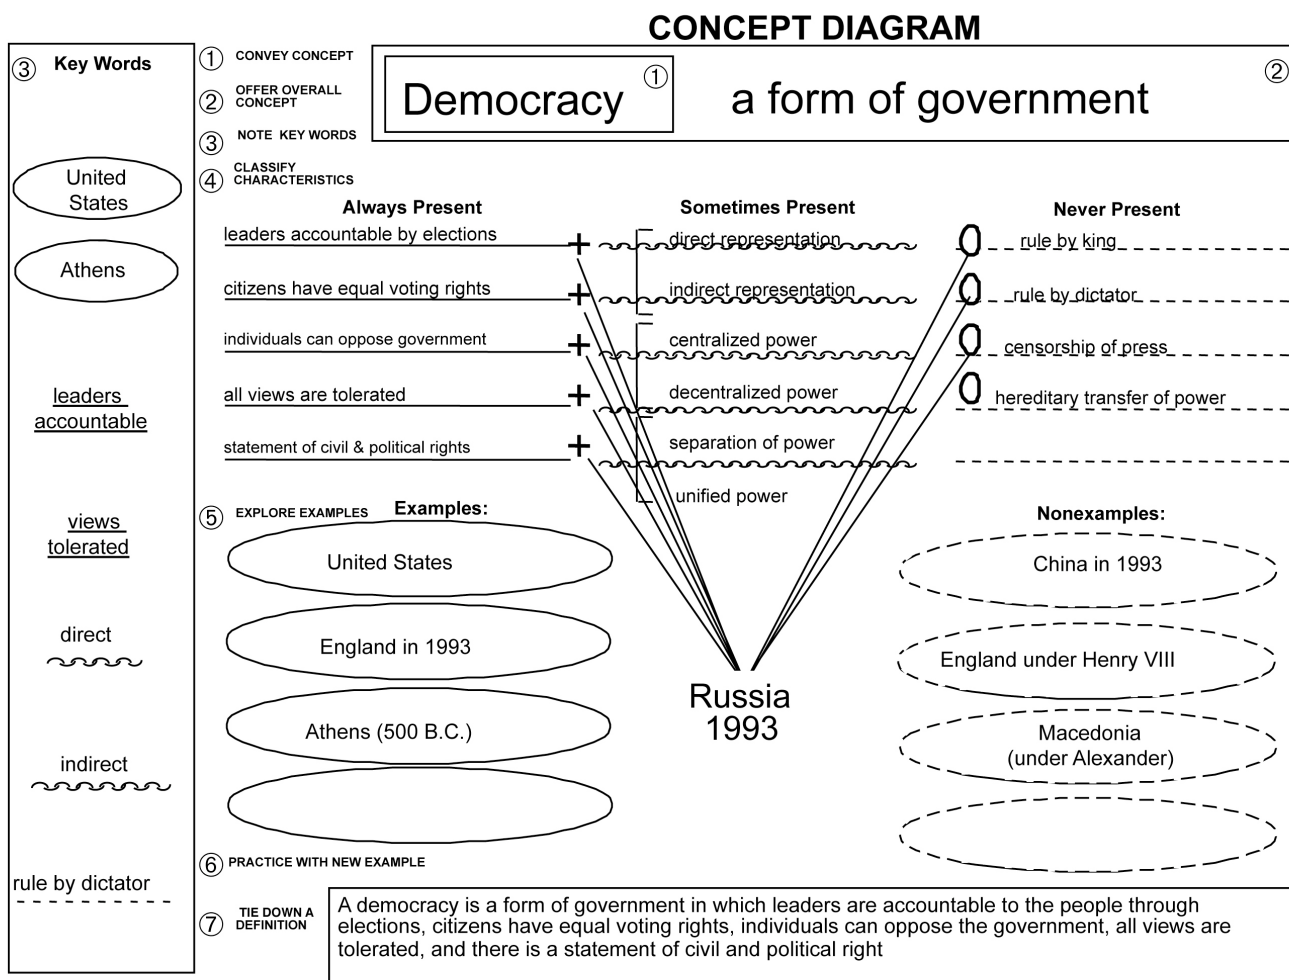 CONCEPT DIAGRAM
③ Key Words
United
States
Athens
leaders
accountable
views
tolerated
direct
indirect
rule by dictator
① CONVEY CONCEPT
② OFFER OVERALL
CONCEPT
③ NOTE KEY WORDS
④ CLASSIFY
CHARACTERISTICS
Democracy ①
a form of government ②
Always Present
leaders accountable by elections +
citizens have equal voting rights +
individuals can oppose government +
all views are tolerated +
statement of civil & political rights +
Sometimes Present
direct representation
indirect representation
centralized power
decentralized power
separation of power
unified power
Never Present
0 rule by king
0 rule by dictator
0 censorship of press
0 hereditary transfer of power
⑤ EXPLORE EXAMPLES
Examples:
United States
England in 1993
Athens (500 B.C.)
Russia
1993
Nonexamples:
China in 1993
England under Henry VIII
Macedonia
(under Alexander)
⑥ PRACTICE WITH NEW EXAMPLE
⑦ TIE DOWN A
DEFINITION
A democracy is a form of government in which leaders are accountable to the people through
elections, citizens have equal voting rights, individuals can oppose the government, all views are
tolerated, and there is a statement of civil and political right